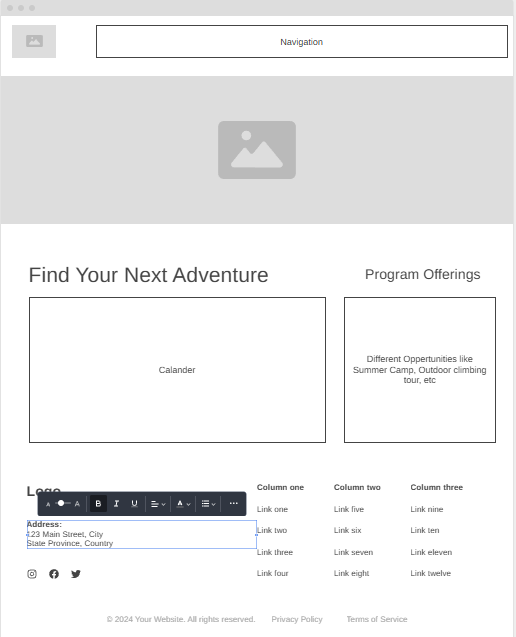 Navigation
Find Your Next Adventure
Program Offerings
Calander
Different Opportunities like
Summer Camp, Outdoor climbing
tour, etc
Logo
A A B I U A
Address:
123 Main Street, City
State Province, Country
Column one
Link one
Link two
Link three
Link four
Column two
Link five
Link six
Link seven
Link eight
Column three
Link nine
Link ten
Link eleven
Link twelve
© 2024 Your Website. All rights reserved. Privacy Policy Terms of Service